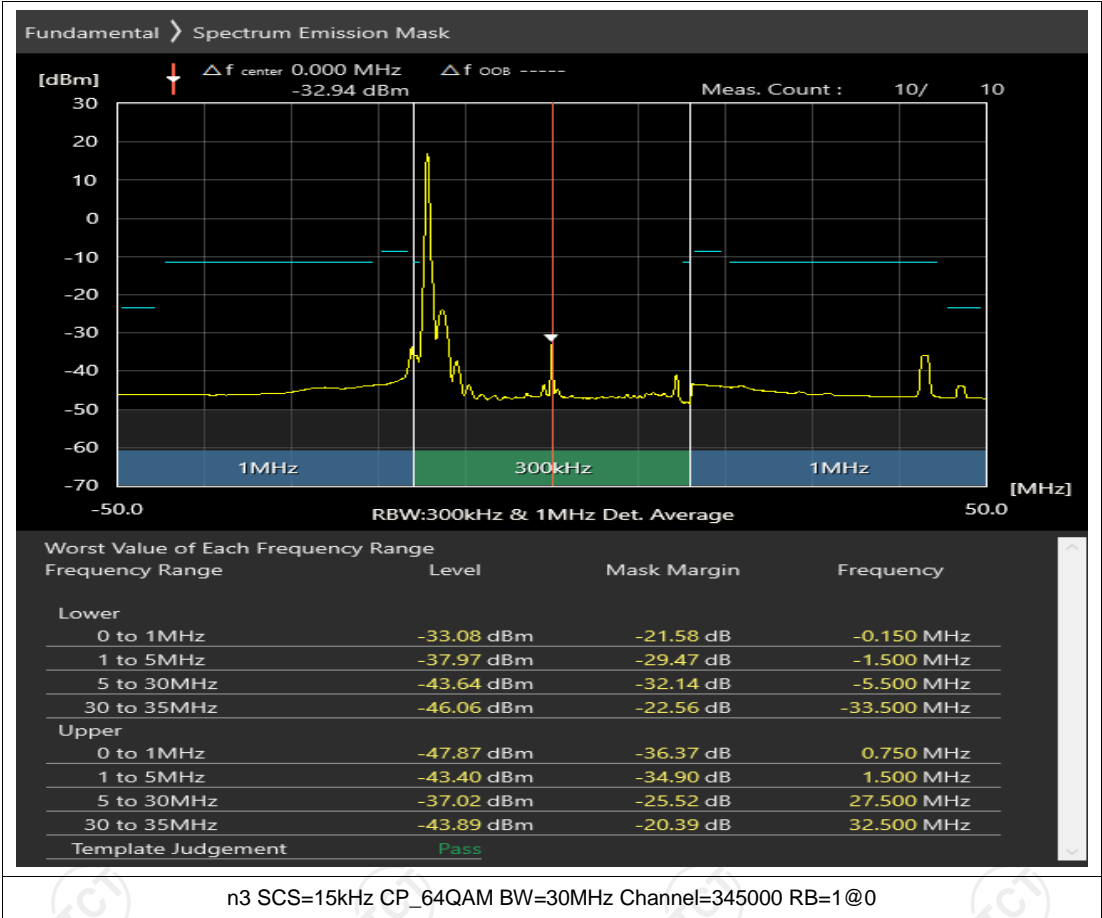 Fundamental ❯ Spectrum Emission Mask
[dBm]
△ f center 0.000 MHz △ f OOB -----
-32.94 dBm
Meas. Count : 10/ 10
30
20
10
0
-10
-20
-30
-40
-50
-60
-70
1MHz 300kHz 1MHz
[MHz]
-50.0 RBW:300kHz & 1MHz Det. Average 50.0
Worst Value of Each Frequency Range
Frequency Range Level Mask Margin Frequency
Lower
0 to 1MHz -33.08 dBm -21.58 dB -0.150 MHz
1 to 5MHz -37.97 dBm -29.47 dB -1.500 MHz
5 to 30MHz -43.64 dBm -32.14 dB -5.500 MHz
30 to 35MHz -46.06 dBm -22.56 dB -33.500 MHz
Upper
0 to 1MHz -47.87 dBm -36.37 dB 0.750 MHz
1 to 5MHz -43.40 dBm -34.90 dB 1.500 MHz
5 to 30MHz -37.02 dBm -25.52 dB 27.500 MHz
30 to 35MHz -43.89 dBm -20.39 dB 32.500 MHz
Template Judgement Pass
n3 SCS=15kHz CP_64QAM BW=30MHz Channel=345000 RB=1@0
TCT TCT TCT TCT